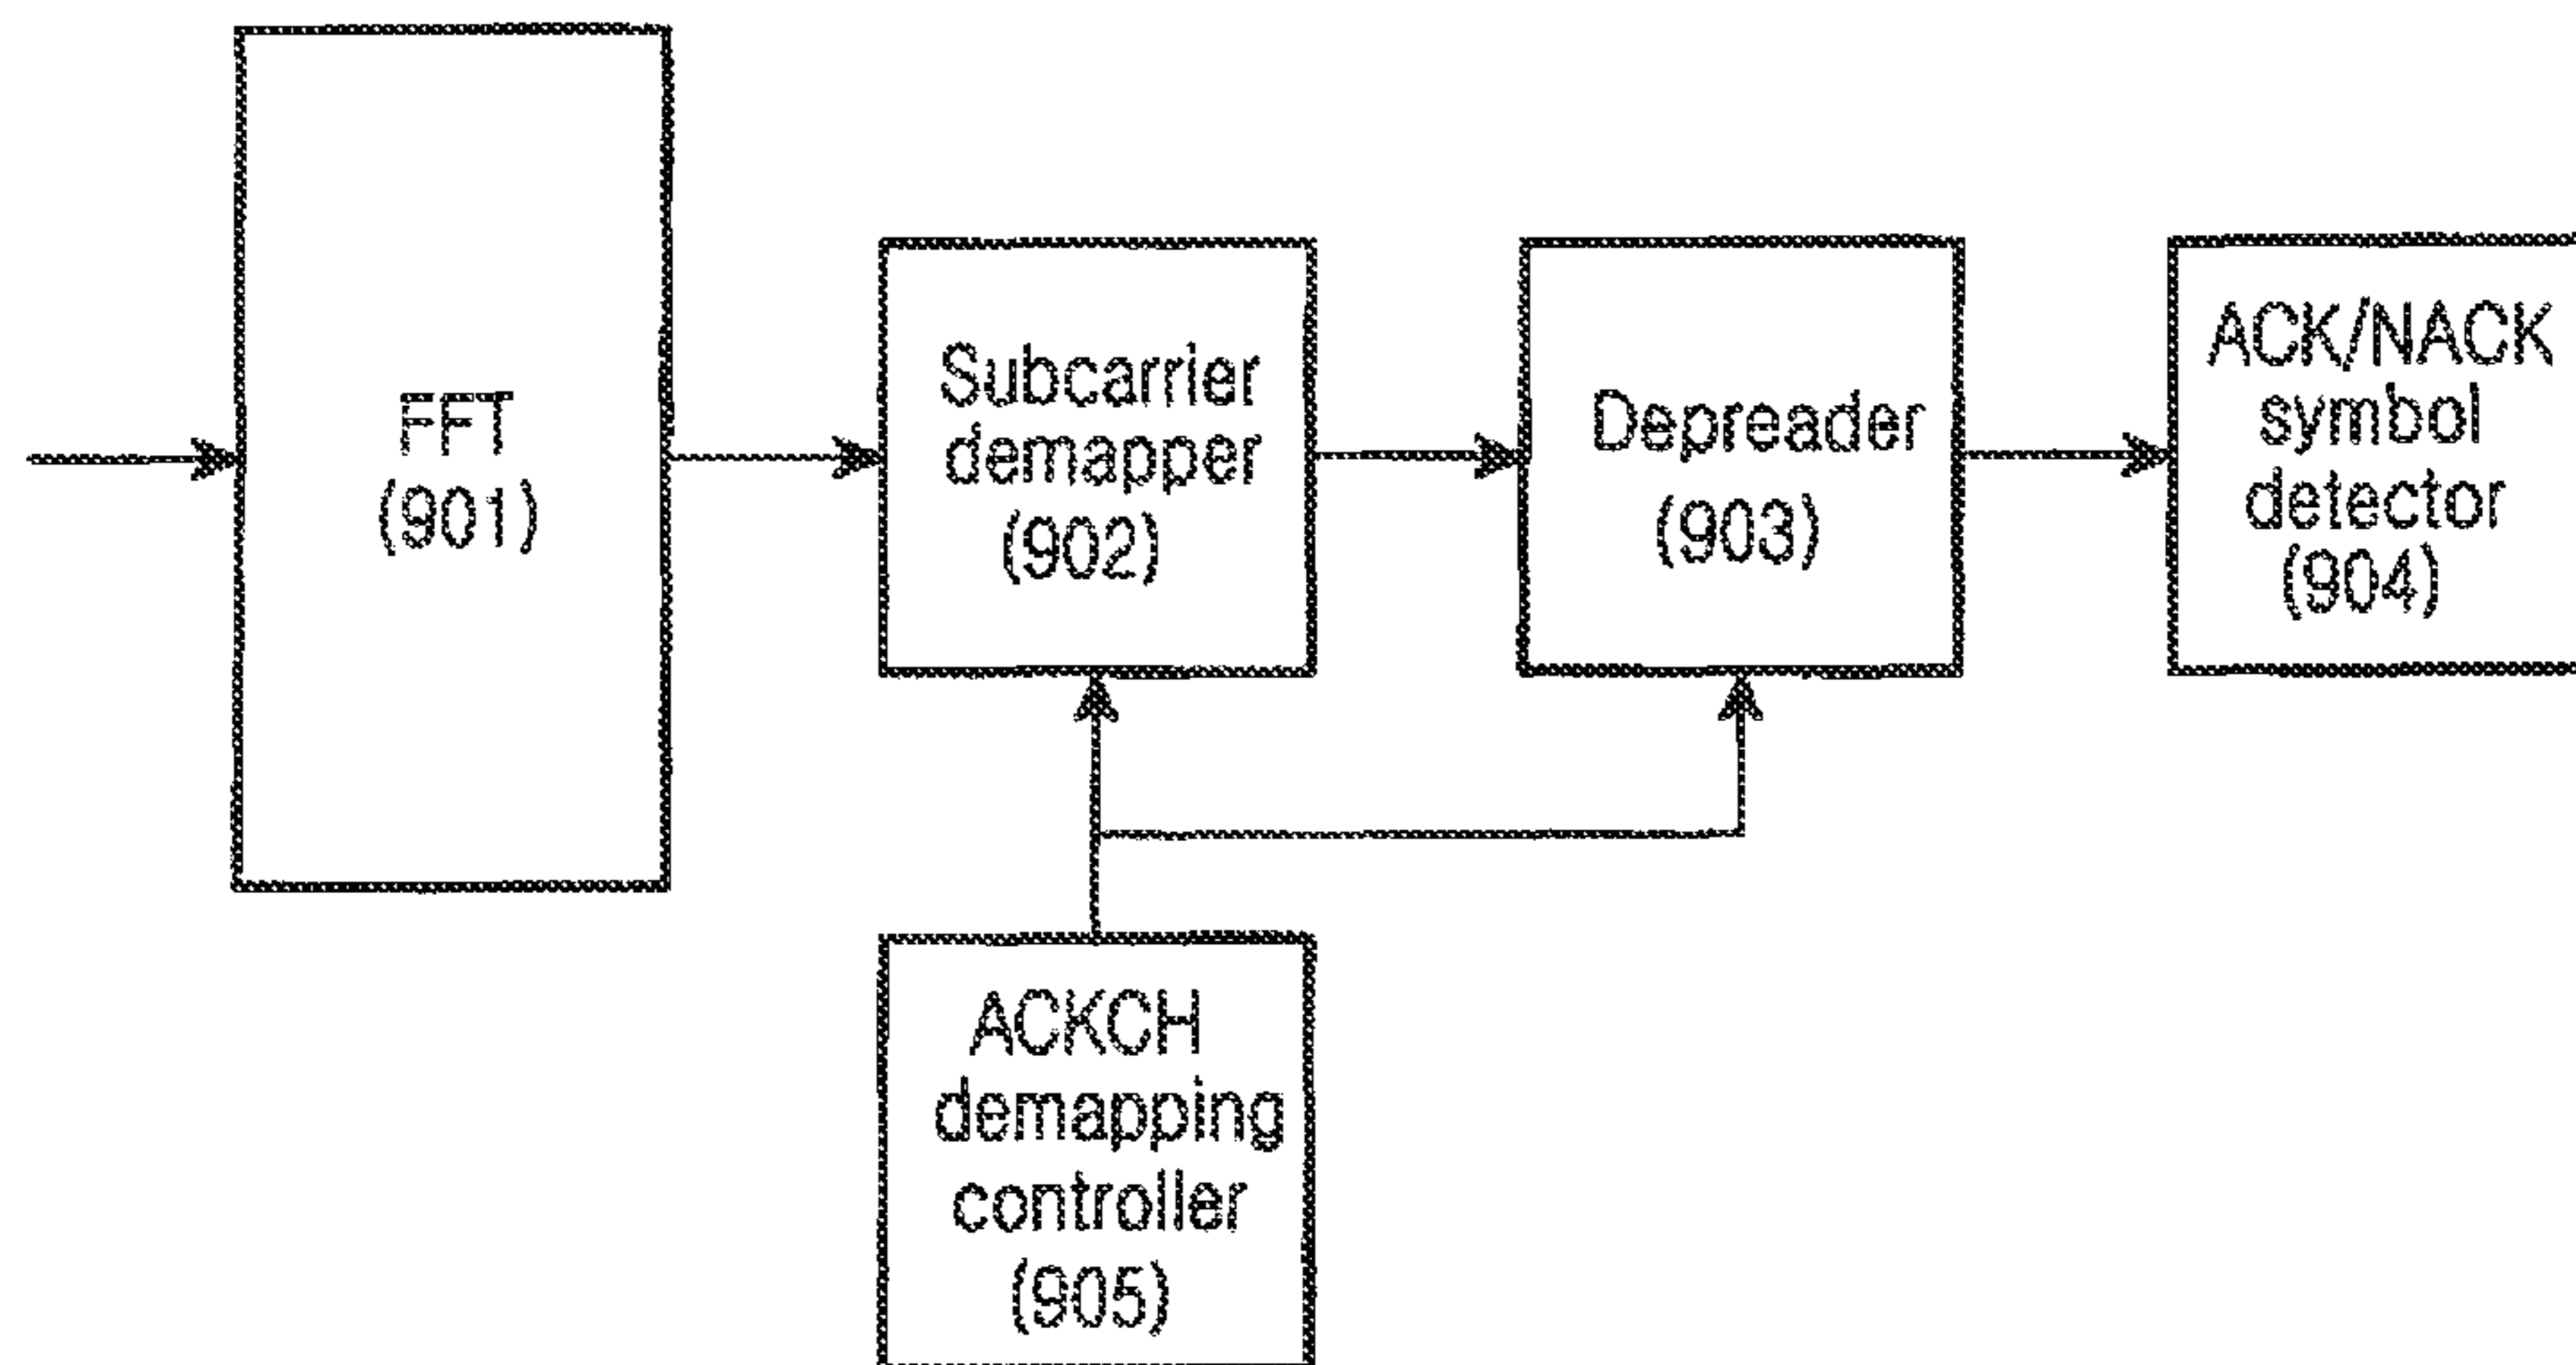 FFT
(901)
Subcarrier
demapper
(902)
Depreader
(903)
ACK/NACK
symbol
detector
(904)
ACKCH
demapping
controller
(905)